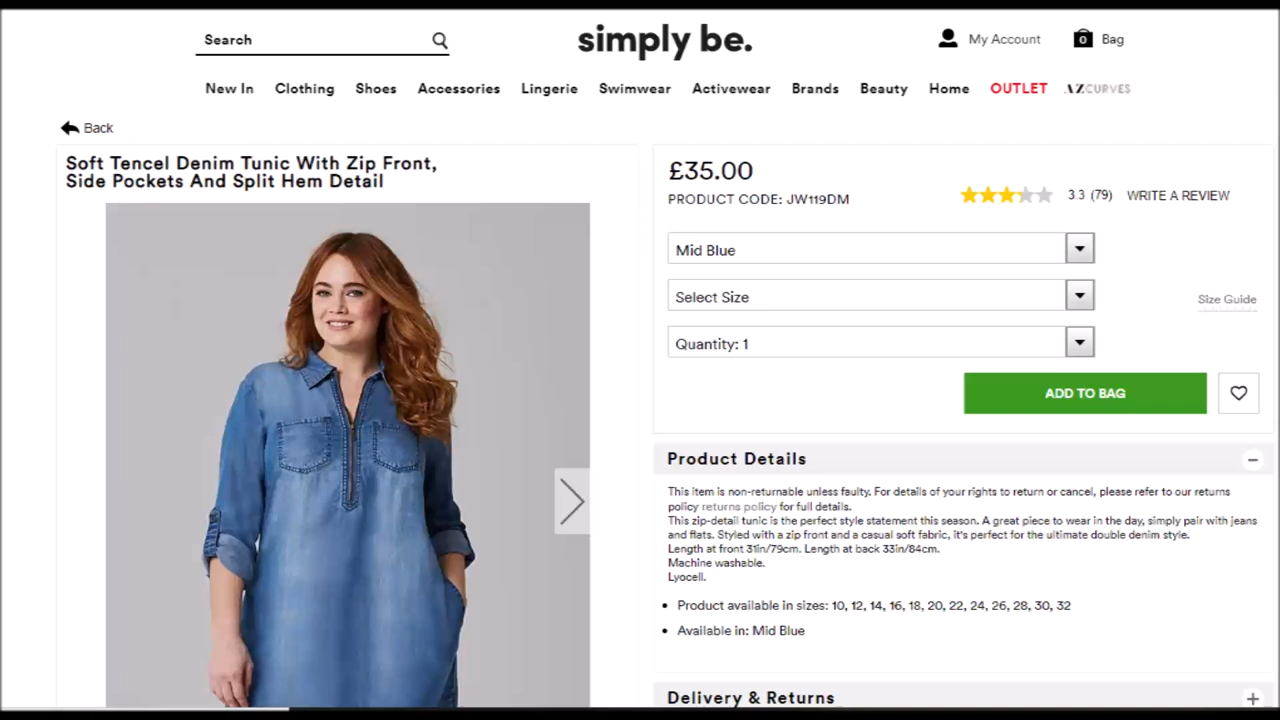 Search
simply be.
My Account
0
Bag
New In Clothing Shoes Accessories Lingerie Swimwear Activewear Brands Beauty Home OUTLET AZCURVES
Back
Soft Tencel Denim Tunic With Zip Front,
Side Pockets And Split Hem Detail
£35.00
PRODUCT CODE: JW119DM
3.3 (79) WRITE A REVIEW
Mid Blue
Select Size
Size Guide
Quantity: 1
ADD TO BAG
Product Details
This item is non-returnable unless faulty. For details of your rights to return or cancel, please refer to our returns
policy returns policy for full details.
This zip-detail tunic is the perfect style statement this season. A great piece to wear in the day, simply pair with jeans
and flats. Styled with a zip front and a casual soft fabric, it's perfect for the ultimate double denim style.
Length at front 31in/79cm. Length at back 33in/84cm.
Machine washable.
Lyocell.
• Product available in sizes: 10, 12, 14, 16, 18, 20, 22, 24, 26, 28, 30, 32
• Available in: Mid Blue
Delivery & Returns